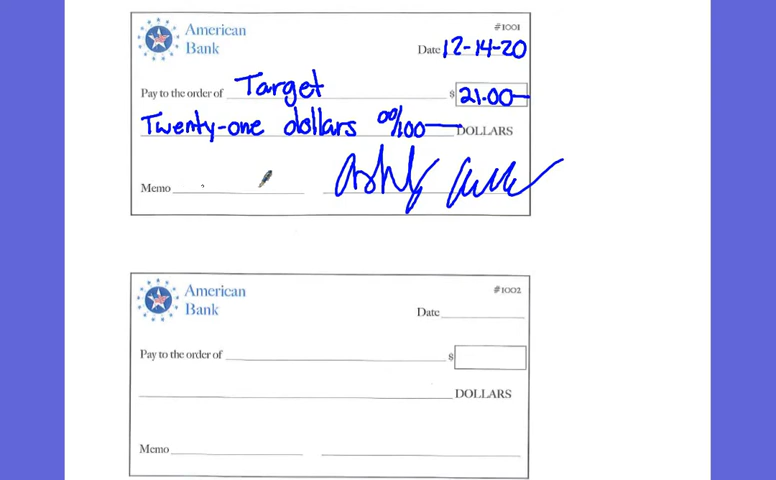 American
Bank
#1001
Date 12-14-20
Pay to the order of Target $ 21.00
Twenty-one dollars 00/100 DOLLARS
Memo
American
Bank
#1002
Date
Pay to the order of $
DOLLARS
Memo